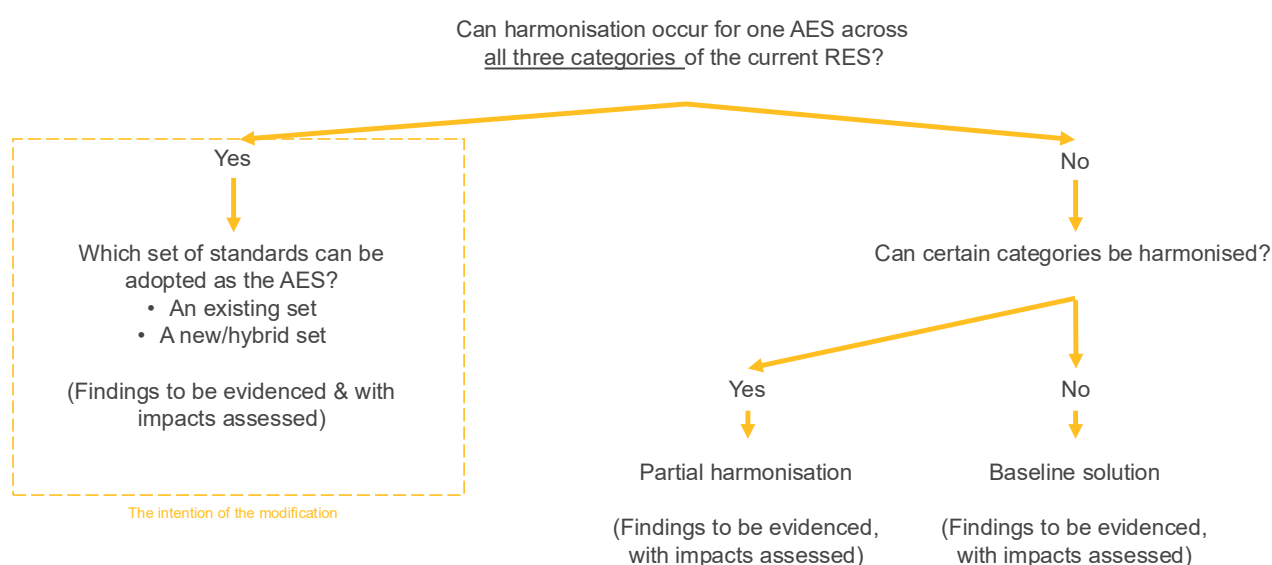 Can harmonisation occur for one AES across
all three categories of the current RES?
Yes
Which set of standards can be
adopted as the AES?
• An existing set
• A new/hybrid set
(Findings to be evidenced & with
impacts assessed)
The intention of the modification
No
Can certain categories be harmonised?
Yes
Partial harmonisation
(Findings to be evidenced,
with impacts assessed)
No
Baseline solution
(Findings to be evidenced,
with impacts assessed)